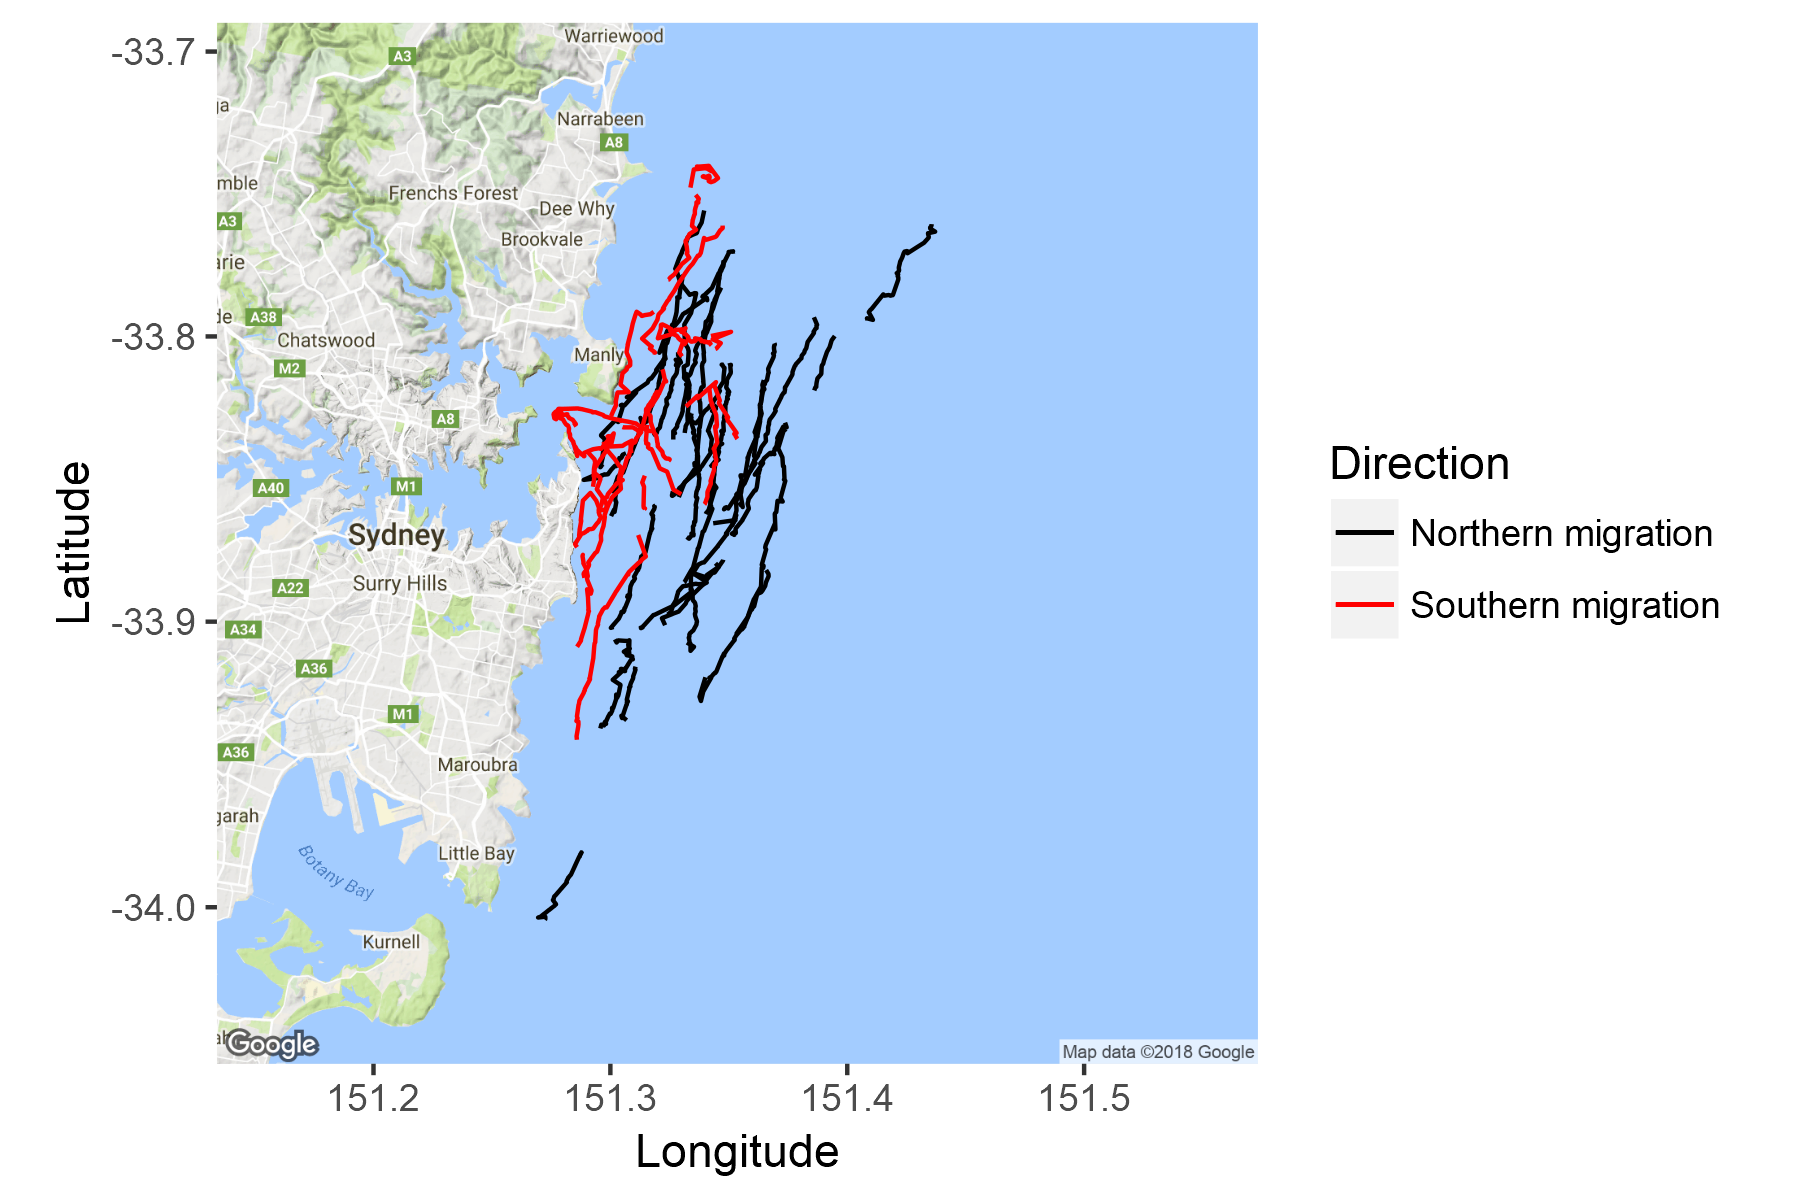 Warriewood
-33.7
A3
ga
Narrabeen
A8
mble
Frenchs Forest
Dee Why
A3
Brookvale
arie
A38
de
-33.8
Chatswood
Manly
M2
A8
Direction
A40
M1
Northern migration
Sydney
Latitude
A22
Surry Hills
Southern migration
-33.9
A34
A36
M1
A36
Maroubra
garah
Botany Bay
Little Bay
-34.0
Kurnell
Google
Map data ©2018 Google
151.2
151.3
151.4
151.5
Longitude